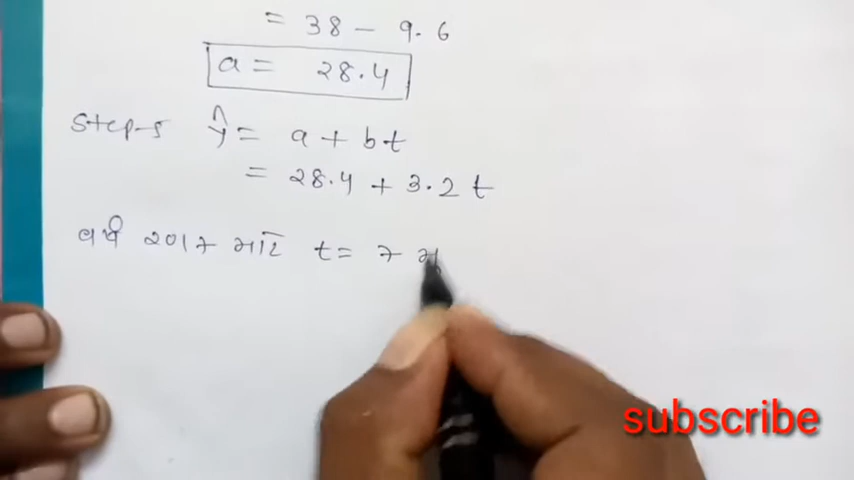 = 38 - 9.6
a = 28.4
Step-5 ŷ = a + bt
= 28.4 + 3.2 t
વર્ષ 2017 માટે t = 7
subscribe